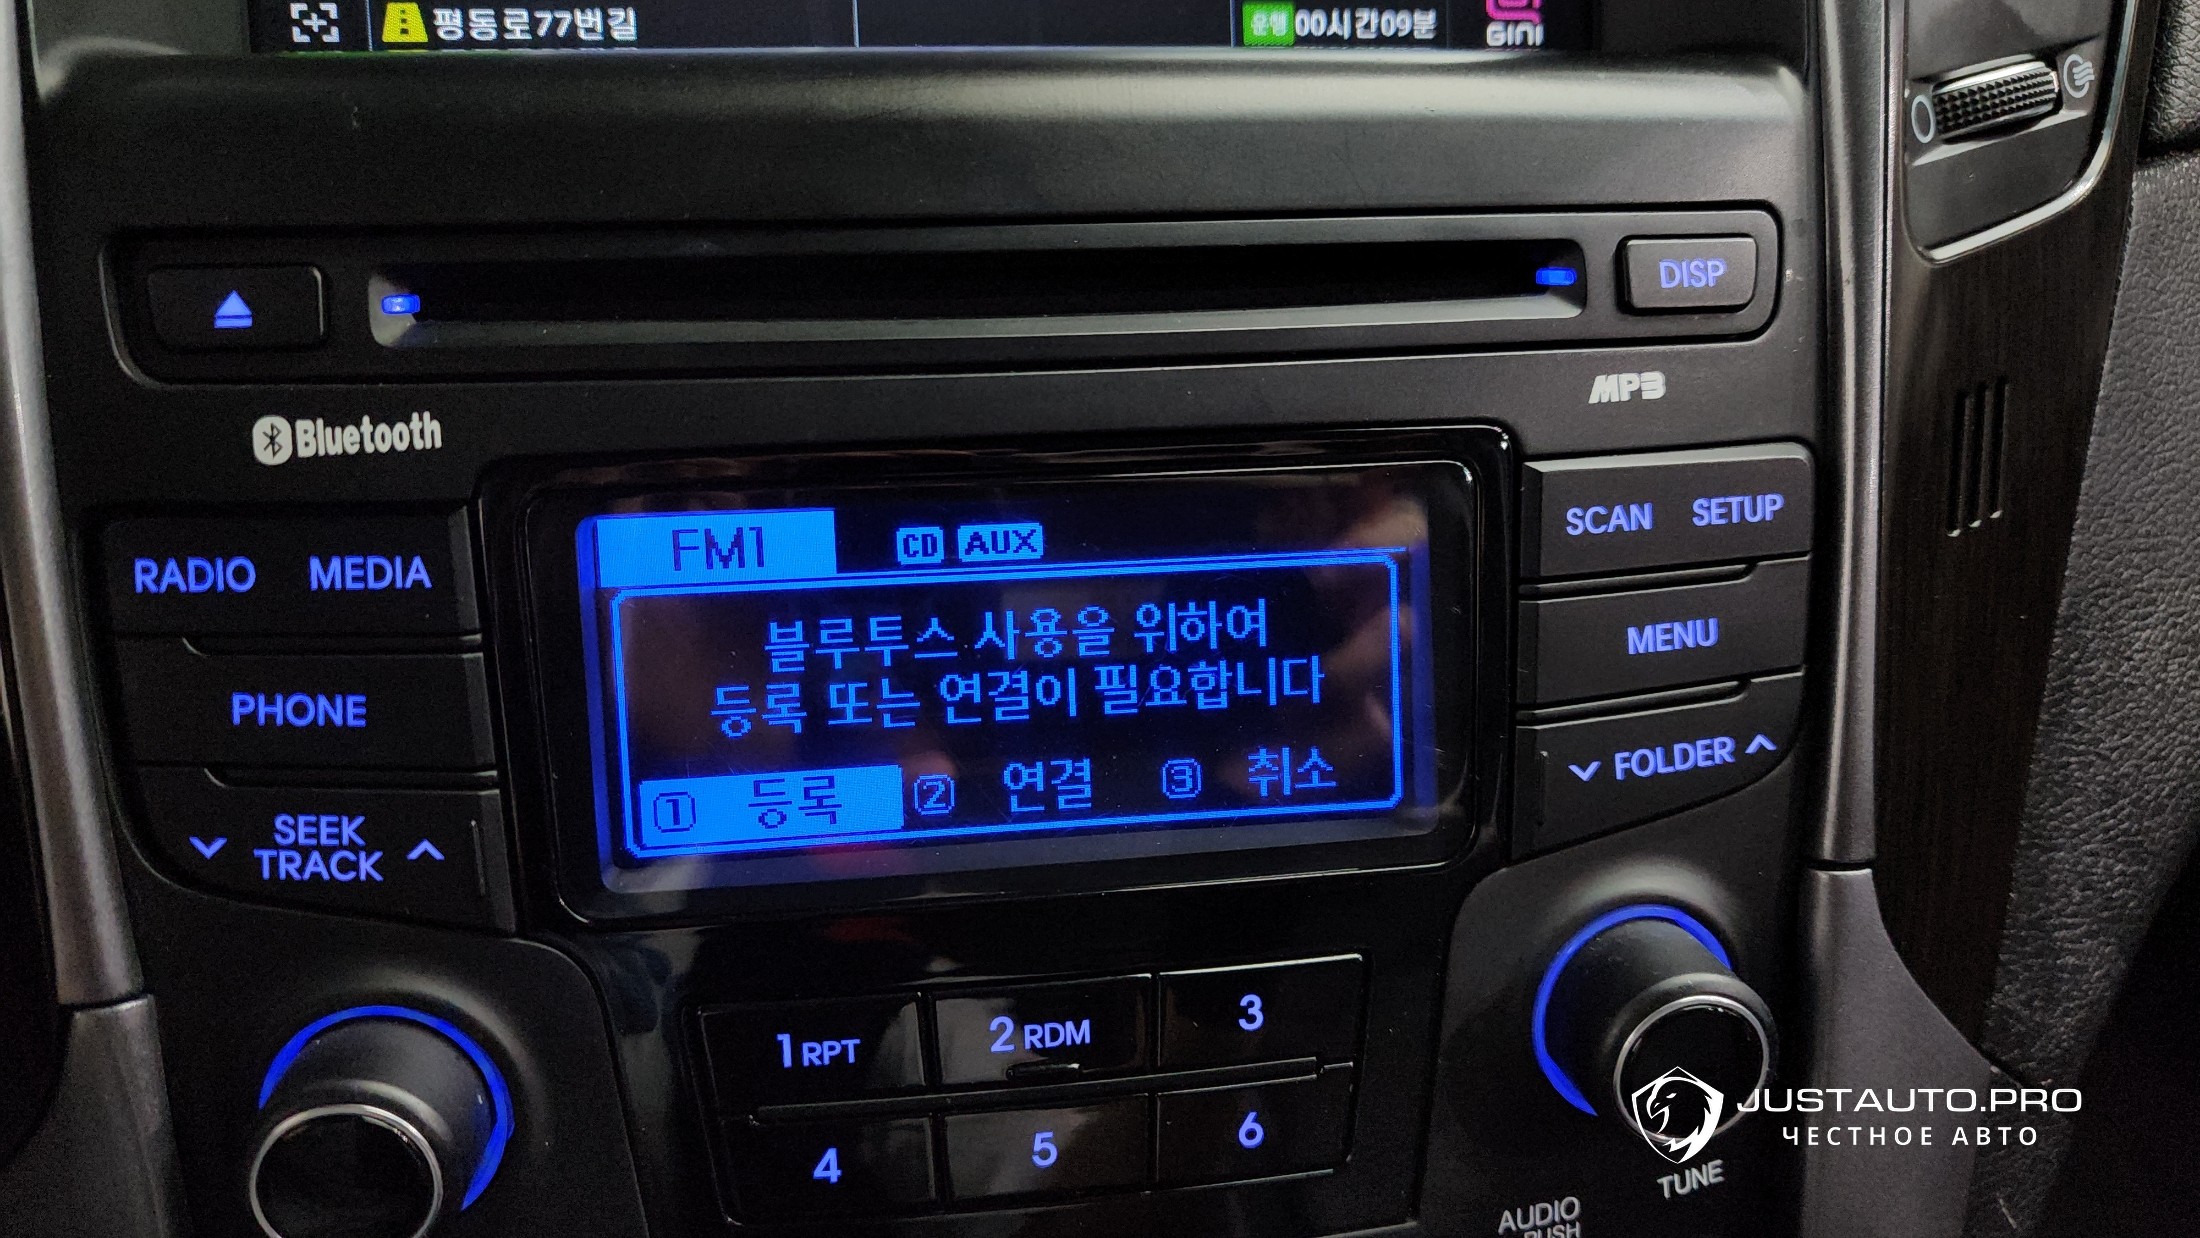 평동로77번길
운행 00시간09분
GINI
DISP
MP3
Bluetooth
RADIO MEDIA
PHONE
SEEK
TRACK
FM1 CD AUX
블루투스 사용을 위하여
등록 또는 연결이 필요합니다
① 등록 ② 연결 ③ 취소
SCAN SETUP
MENU
FOLDER
1 RPT 2 RDM 3
4 5 6
TUNE
AUDIO
PUSH
JUSTAUTO.PRO
ЧЕСТНОЕ АВТО